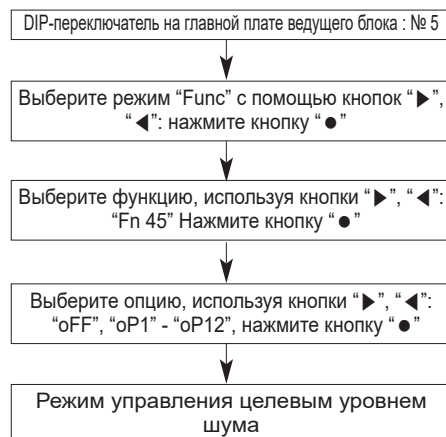 DIP-переключатель на главной плате ведущего блока : № 5
Выберите режим “Func” с помощью кнопок “▶”,
“◀”: нажмите кнопку “●”
Выберите функцию, используя кнопки “▶”, “◀”:
“Fn 45” Нажмите кнопку “●”
Выберите опцию, используя кнопки “▶”, “◀”:
“oFF”, “oP1” - “oP12”, нажмите кнопку “●”
Режим управления целевым уровнем
шума